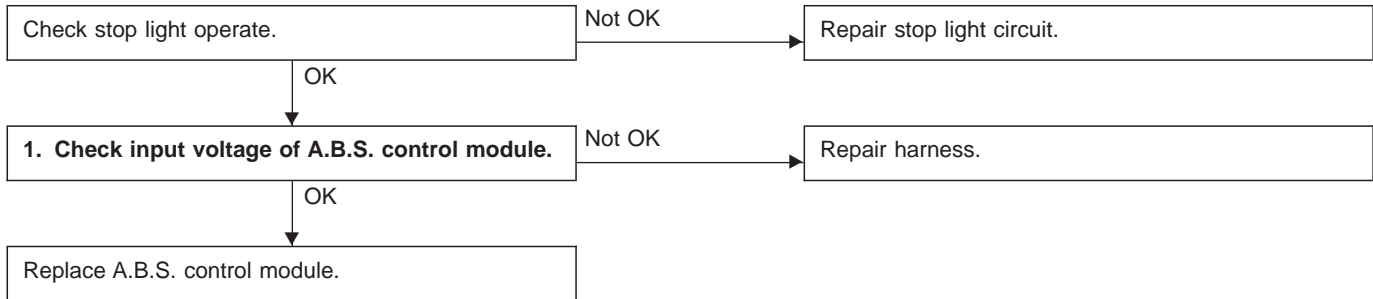 Check stop light operate.
Not OK
Repair stop light circuit.
OK
1. Check input voltage of A.B.S. control module.
Not OK
Repair harness.
OK
Replace A.B.S. control module.